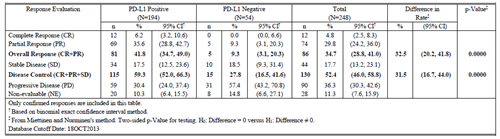 Response Evaluation PD-L1 Positive PD-L1 Negative Total Difference in p-Value²
(N=194) (N=54) (N=248) Rate²
n % 95% CI¹ n % 95% CI¹ n % 95% CI¹ % 95% CI²
Complete Response (CR) 12 6.2 (3.2, 10.6) 0 0.0 (0.0, 6.6) 12 4.8 (2.5, 8.3)
Partial Response (PR) 69 35.6 (28.8, 42.7) 5 9.3 (3.1, 20.3) 74 29.8 (24.2, 36.0)
Overall Response (CR+PR) 81 41.8 (34.7, 49.0) 5 9.3 (3.1, 20.3) 86 34.7 (28.8, 41.0) 32.5 (20.2, 41.8) 0.0000
Stable Disease (SD) 34 17.5 (12.5, 23.6) 10 18.5 (9.3, 31.4) 44 17.7 (13.2, 23.1)
Disease Control (CR+PR+SD) 115 59.3 (52.0, 66.3) 15 27.8 (16.5, 41.6) 130 52.4 (46.0, 58.8) 31.5 (16.7, 44.0) 0.0000
Progressive Disease (PD) 59 30.4 (24.0, 37.4) 31 57.4 (43.2, 70.8) 90 36.3 (30.3, 42.6)
Non-evaluable (NE) 20 10.3 (6.4, 15.5) 8 14.8 (6.6, 27.1) 28 11.3 (7.6, 15.9)
Only confirmed responses are included in this table.
¹ Based on binomial exact confidence interval method.
² From Miettinen and Nurminen's method. Two-sided p-Value for testing. H₀: Difference = 0 versus H₁: Difference ≠ 0.
Database Cutoff Date: 18OCT2013